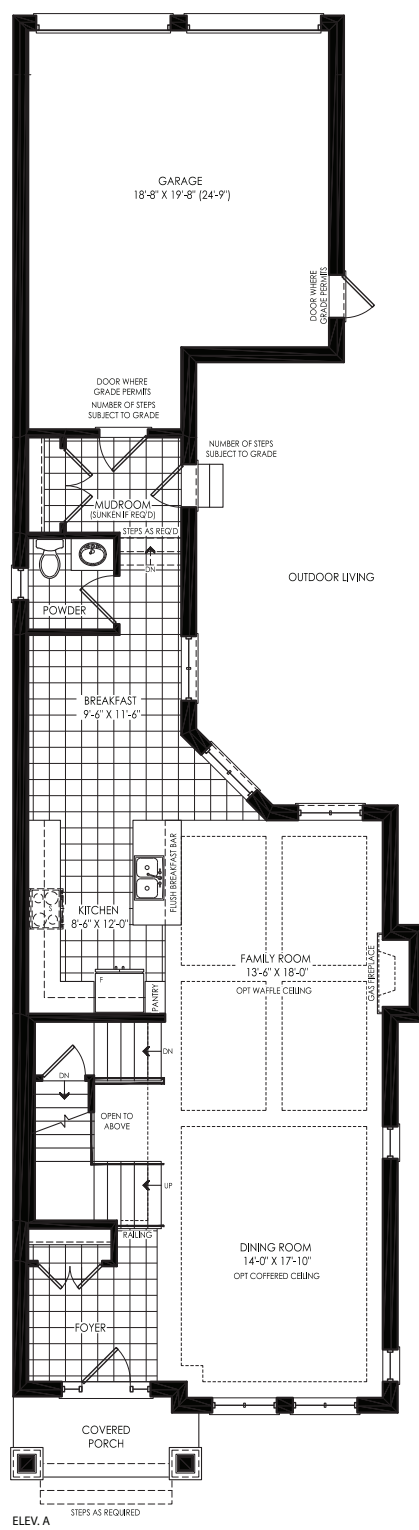 GARAGE
18'-8" X 19'-8" (24'-9")
DOOR WHERE
GRADE PERMITS
DOOR WHERE
GRADE PERMITS
NUMBER OF STEPS
SUBJECT TO GRADE
NUMBER OF STEPS
SUBJECT TO GRADE
MUDROOM
(SUNKEN IF REQ'D)
STEPS AS REQ'D
DN
POWDER
OUTDOOR LIVING
BREAKFAST
9'-6" X 11'-6"
FLUSH BREAKFAST BAR
S
KITCHEN
8'-6" X 12'-0"
F
PANTRY
FAMILY ROOM
13'-6" X 18'-0"
OPT WAFFLE CEILING
GAS FIREPLACE
DN
DN
OPEN TO
ABOVE
UP
RAILING
DINING ROOM
14'-0" X 17'-10"
OPT COFFERED CEILING
FOYER
COVERED
PORCH
STEPS AS REQUIRED
ELEV. A